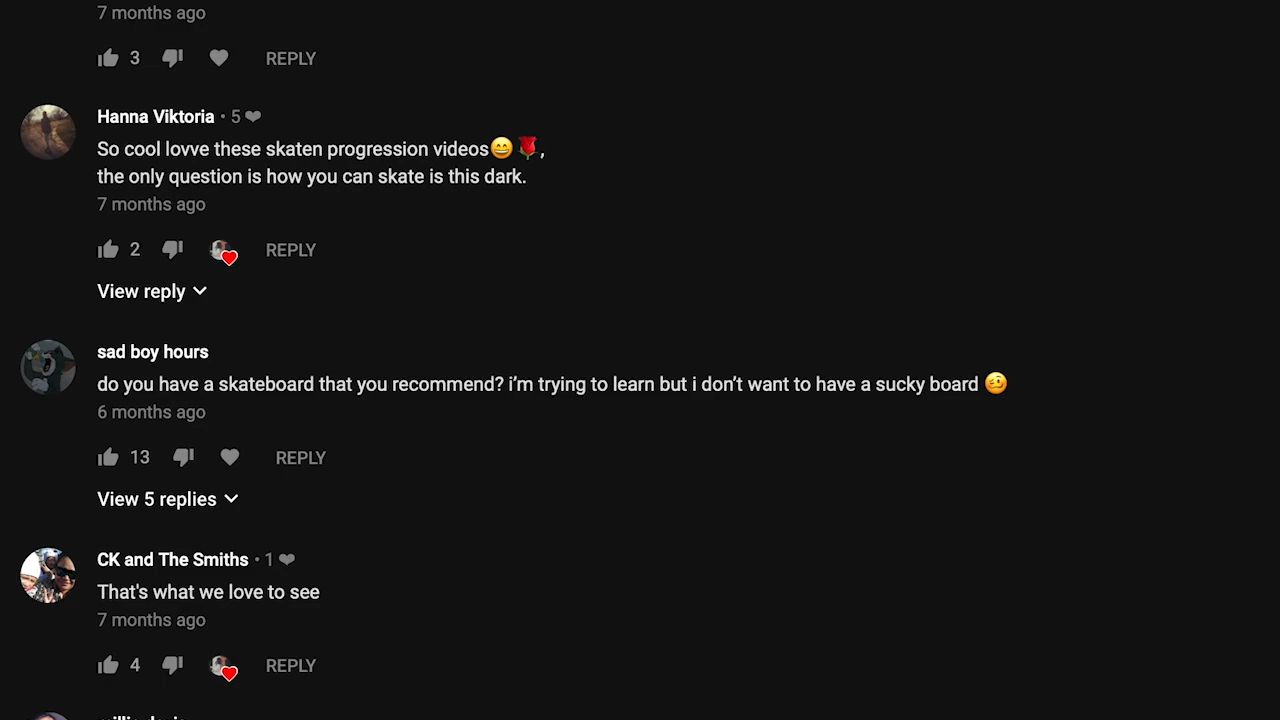 7 months ago
3 REPLY
Hanna Viktoria • 5
So cool lovve these skaten progression videos😄🌹,
the only question is how you can skate is this dark.
7 months ago
2 REPLY
View reply
sad boy hours
do you have a skateboard that you recommend? i’m trying to learn but i don’t want to have a sucky board 🥴
6 months ago
13 REPLY
View 5 replies
CK and The Smiths • 1
That's what we love to see
7 months ago
4 REPLY